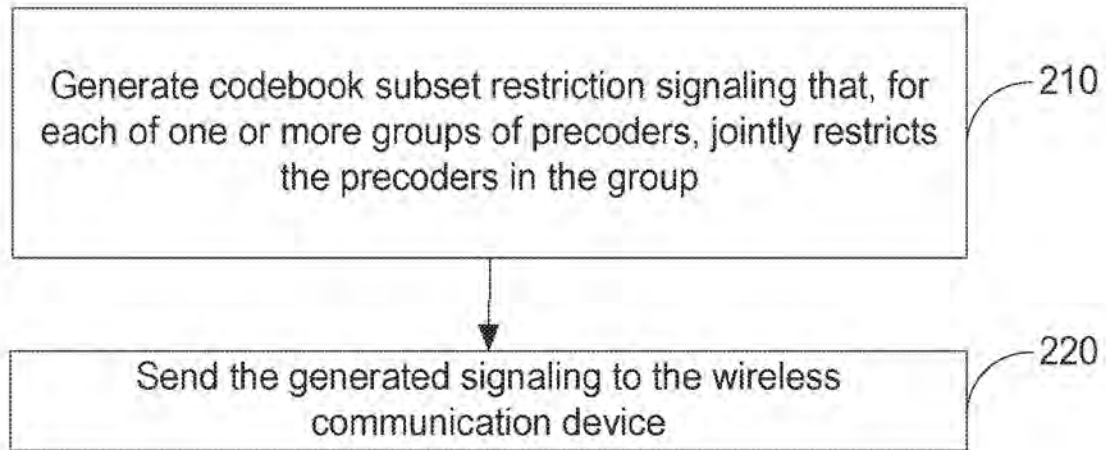 Generate codebook subset restriction signaling that, for
each of one or more groups of precoders, jointly restricts
the precoders in the group
210
Send the generated signaling to the wireless
communication device
220